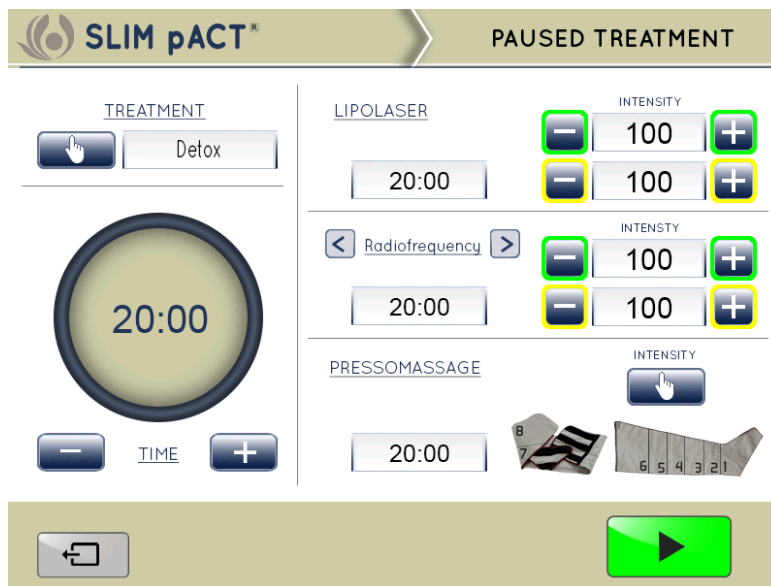 SLIM pACT®
PAUSED TREATMENT
TREATMENT
Detox
20:00
TIME
LIPOLASER
INTENSITY
100
20:00
100
Radiofrequency
INTENSTY
100
20:00
100
PRESSOMASSAGE
INTENSITY
20:00
8
7
6 5 4 3 2 1